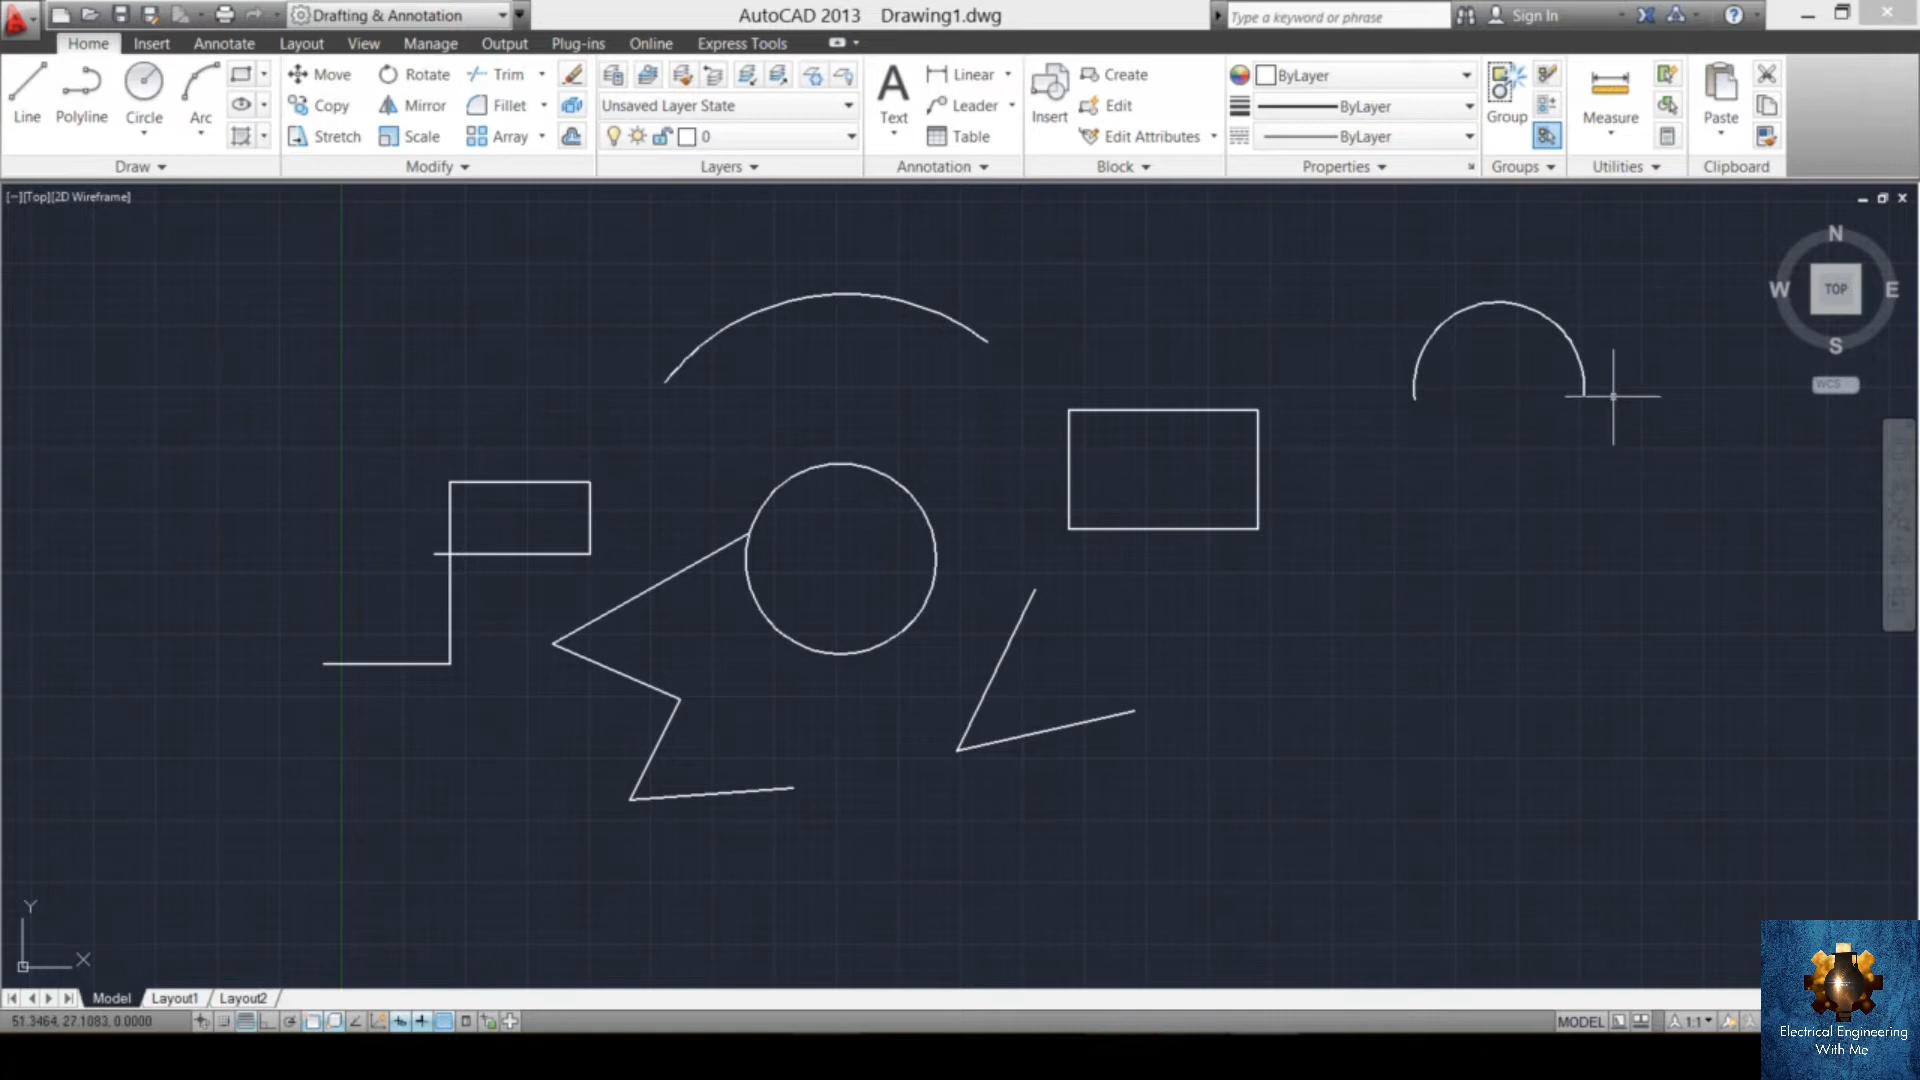 Drafting & Annotation
AutoCAD 2013 Drawing1.dwg
Type a keyword or phrase
Sign In
Home Insert Annotate Layout View Manage Output Plug-ins Online Express Tools
Line Polyline Circle Arc
Move Rotate Trim
Copy Mirror Fillet
Stretch Scale Array
Unsaved Layer State
0
Text
Linear
Leader
Table
Insert
Create
Edit
Edit Attributes
ByLayer
ByLayer
ByLayer
Group
Measure
Paste
Draw Modify Layers Annotation Block Properties Groups Utilities Clipboard
[−][Top][2D Wireframe]
N
W TOP E
S
WCS
Y
X
Model Layout1 Layout2
51.3464, 27.1083, 0.0000
MODEL
1:1
Electrical Engineering
With Me